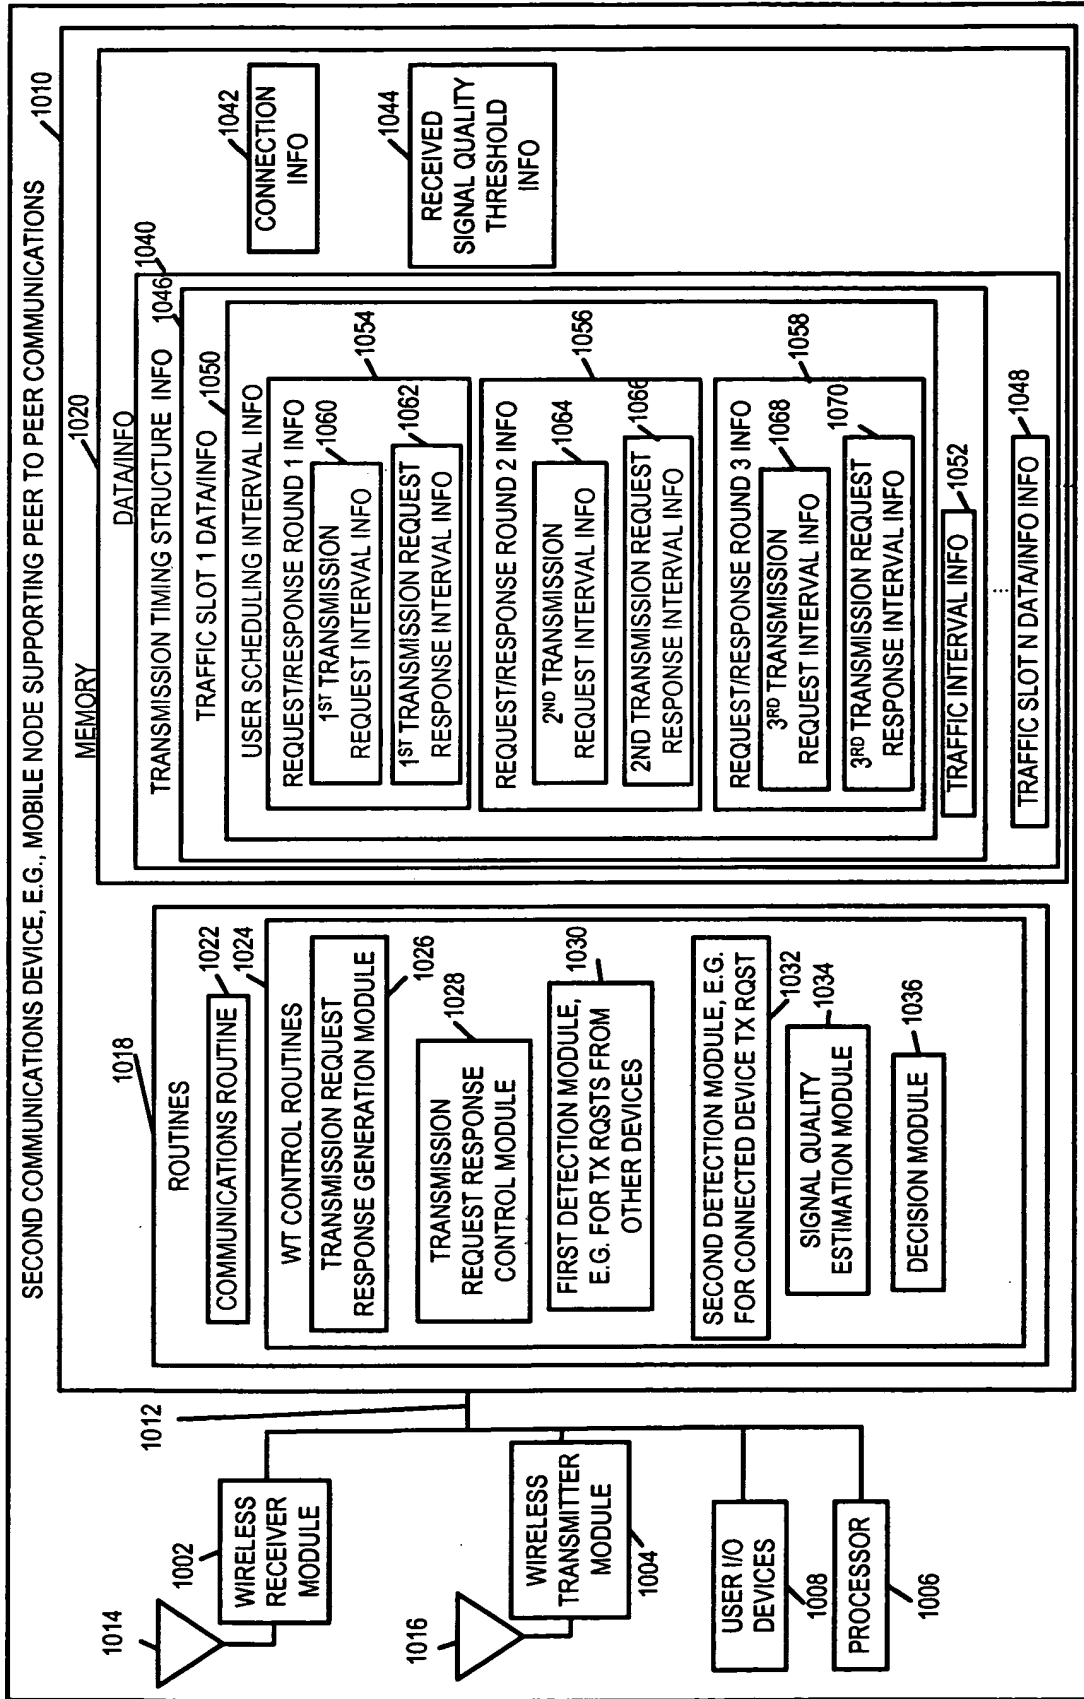 SECOND COMMUNICATIONS DEVICE, E.G., MOBILE NODE SUPPORTING PEER TO PEER COMMUNICATIONS
1010
1014
1002
WIRELESS
RECEIVER
MODULE
1016
WIRELESS
TRANSMITTER
MODULE
1004
USER I/O
DEVICES
1008
PROCESSOR
1006
1012
1018
ROUTINES
1022
COMMUNICATIONS ROUTINE
1024
WT CONTROL ROUTINES
TRANSMISSION REQUEST
RESPONSE GENERATION MODULE
1026
1028
TRANSMISSION
REQUEST RESPONSE
CONTROL MODULE
1030
FIRST DETECTION MODULE,
E.G. FOR TX RQSTS FROM
OTHER DEVICES
SECOND DETECTION MODULE, E.G.
FOR CONNECTED DEVICE TX RQST
1032
1034
SIGNAL QUALITY
ESTIMATION MODULE
1036
DECISION MODULE
MEMORY
1020
DATA/INFO
1040
TRANSMISSION TIMING STRUCTURE INFO
1046
TRAFFIC SLOT 1 DATA/INFO
1050
USER SCHEDULING INTERVAL INFO
REQUEST/RESPONSE ROUND 1 INFO
1054
1060
1ST TRANSMISSION
REQUEST INTERVAL INFO
1062
1ST TRANSMISSION REQUEST
RESPONSE INTERVAL INFO
1056
REQUEST/RESPONSE ROUND 2 INFO
1064
2ND TRANSMISSION
REQUEST INTERVAL INFO
1066
2ND TRANSMISSION REQUEST
RESPONSE INTERVAL INFO
1058
REQUEST/RESPONSE ROUND 3 INFO
1068
3RD TRANSMISSION
REQUEST INTERVAL INFO
1070
3RD TRANSMISSION REQUEST
RESPONSE INTERVAL INFO
1052
TRAFFIC INTERVAL INFO
...
1048
TRAFFIC SLOT N DATA/INFO INFO
1042
CONNECTION
INFO
1044
RECEIVED
SIGNAL QUALITY
THRESHOLD
INFO